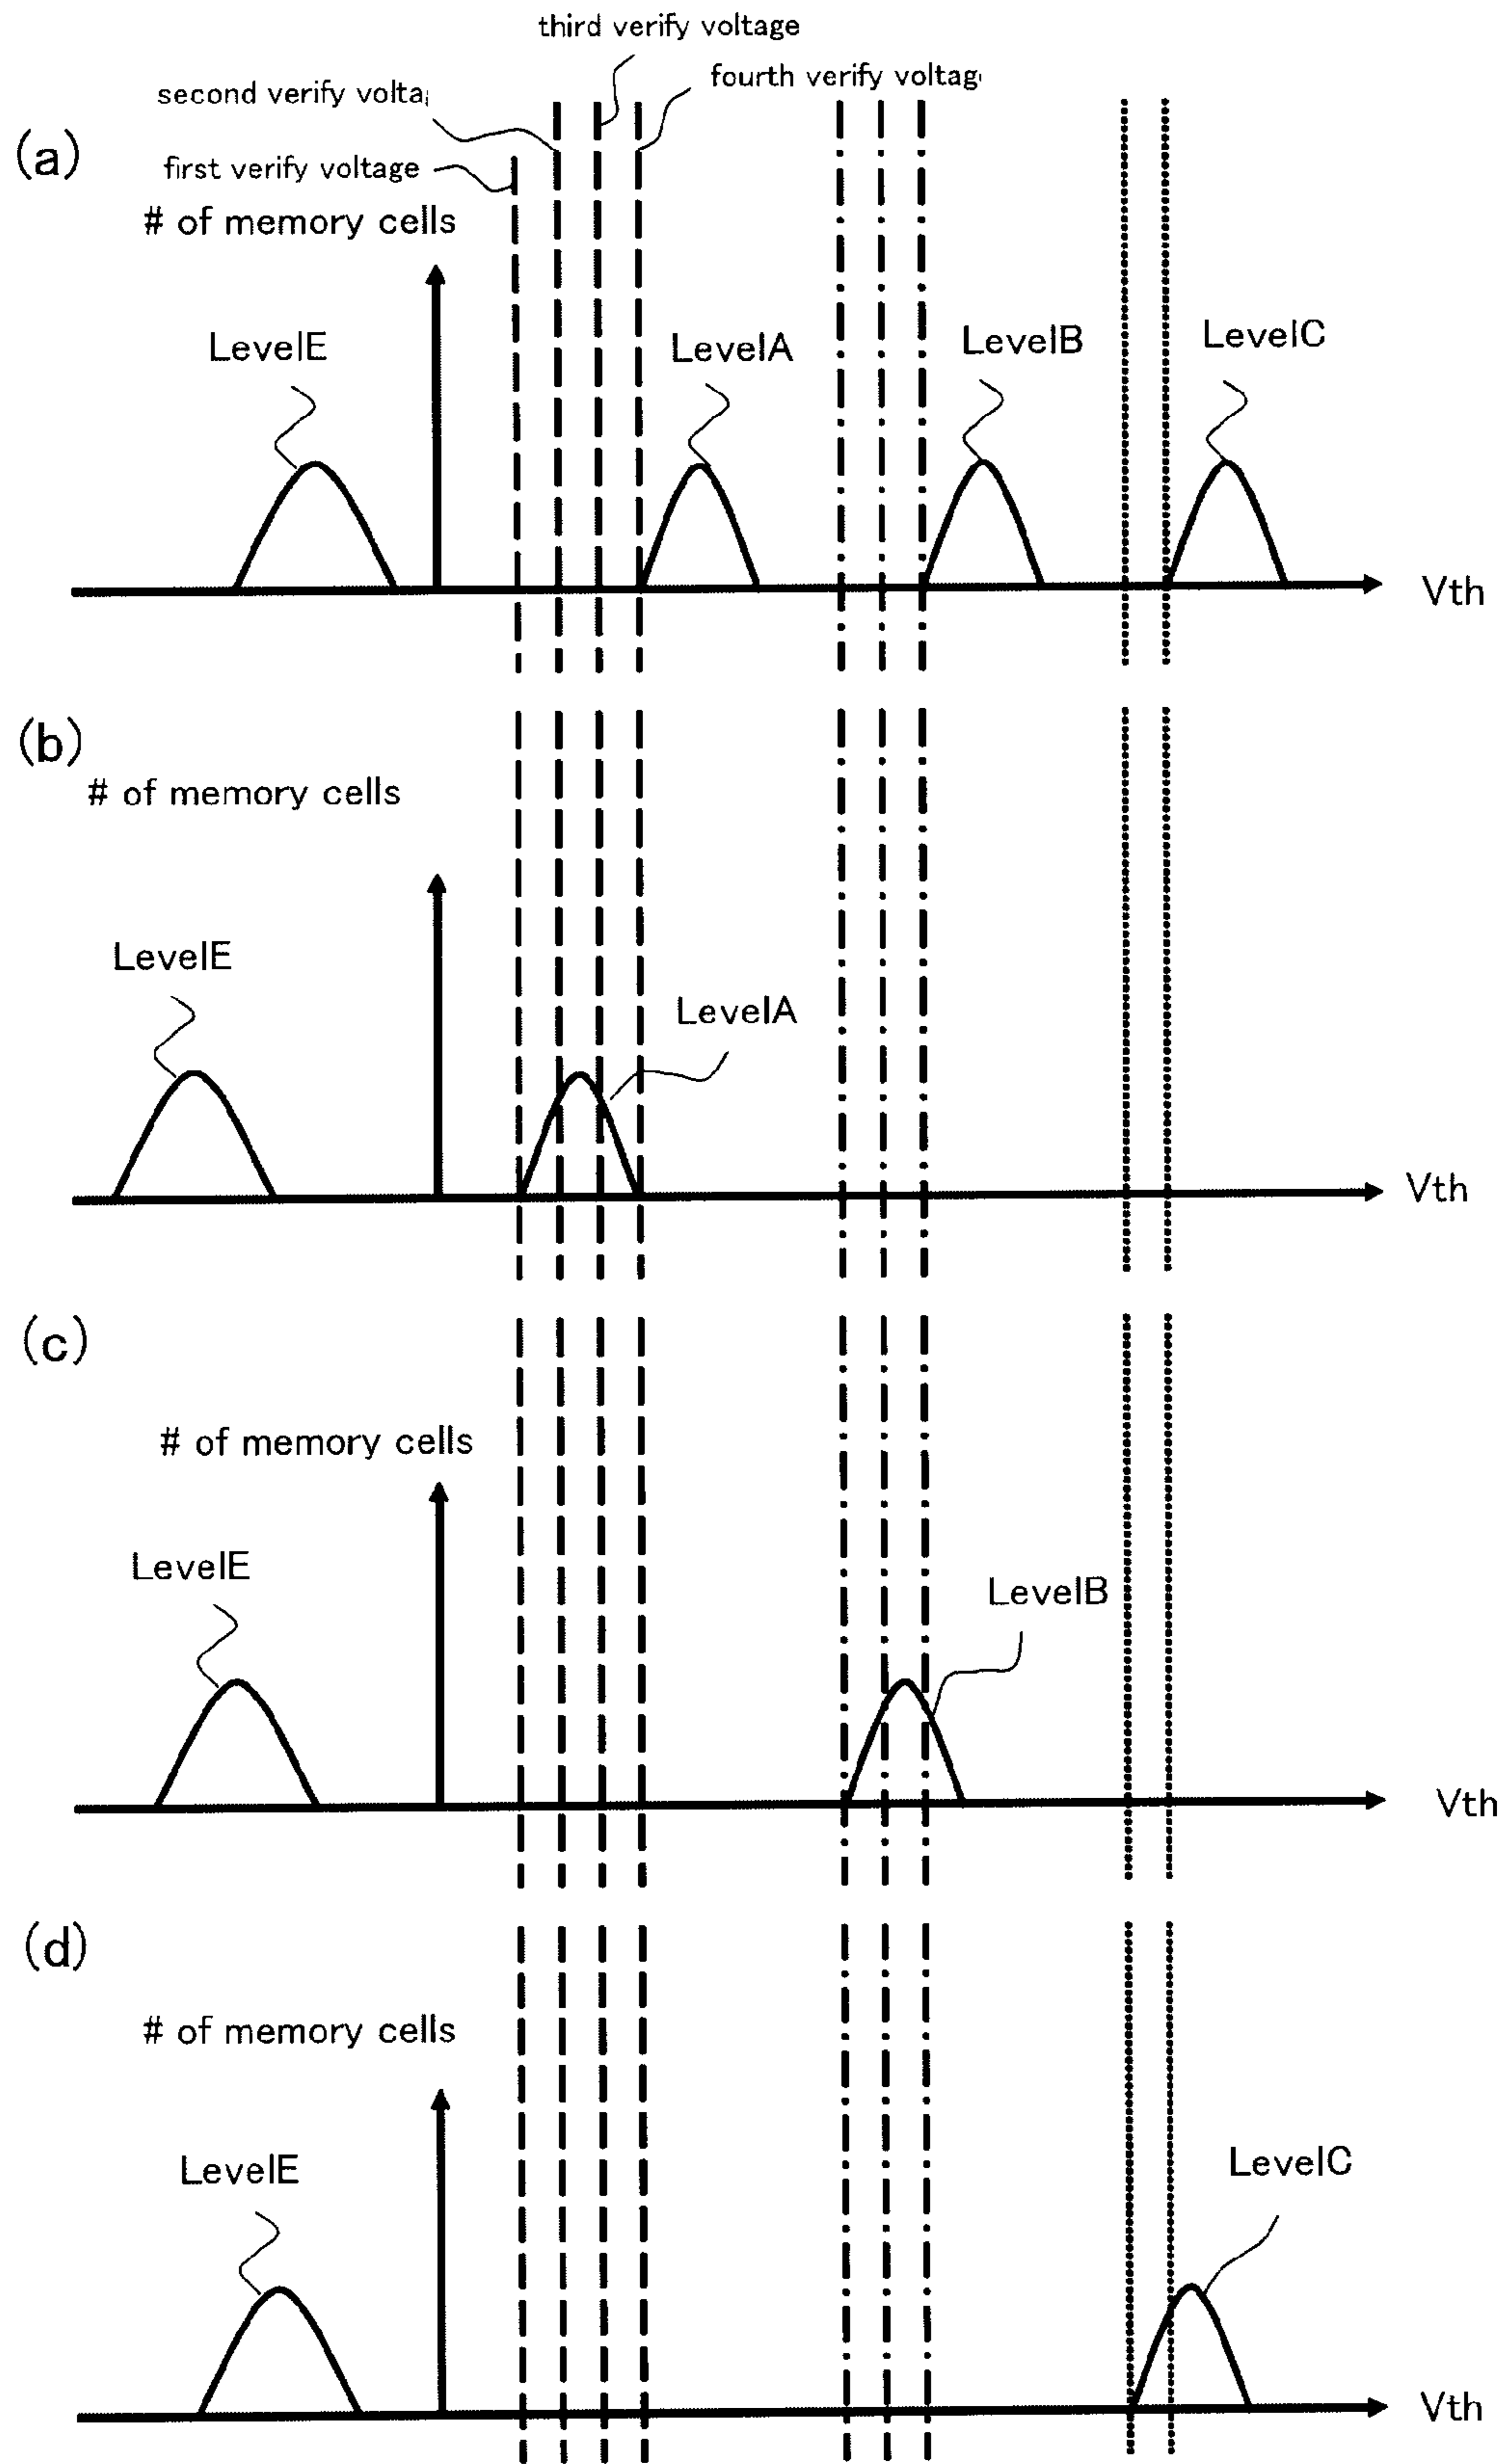 third verify voltage
fourth verify voltag
second verify volta
(a)
first verify voltage
# of memory cells
LevelE
LevelA
LevelB
LevelC
Vth
(b)
# of memory cells
LevelE
LevelA
Vth
(c)
# of memory cells
LevelE
LevelB
Vth
(d)
# of memory cells
LevelE
LevelC
Vth